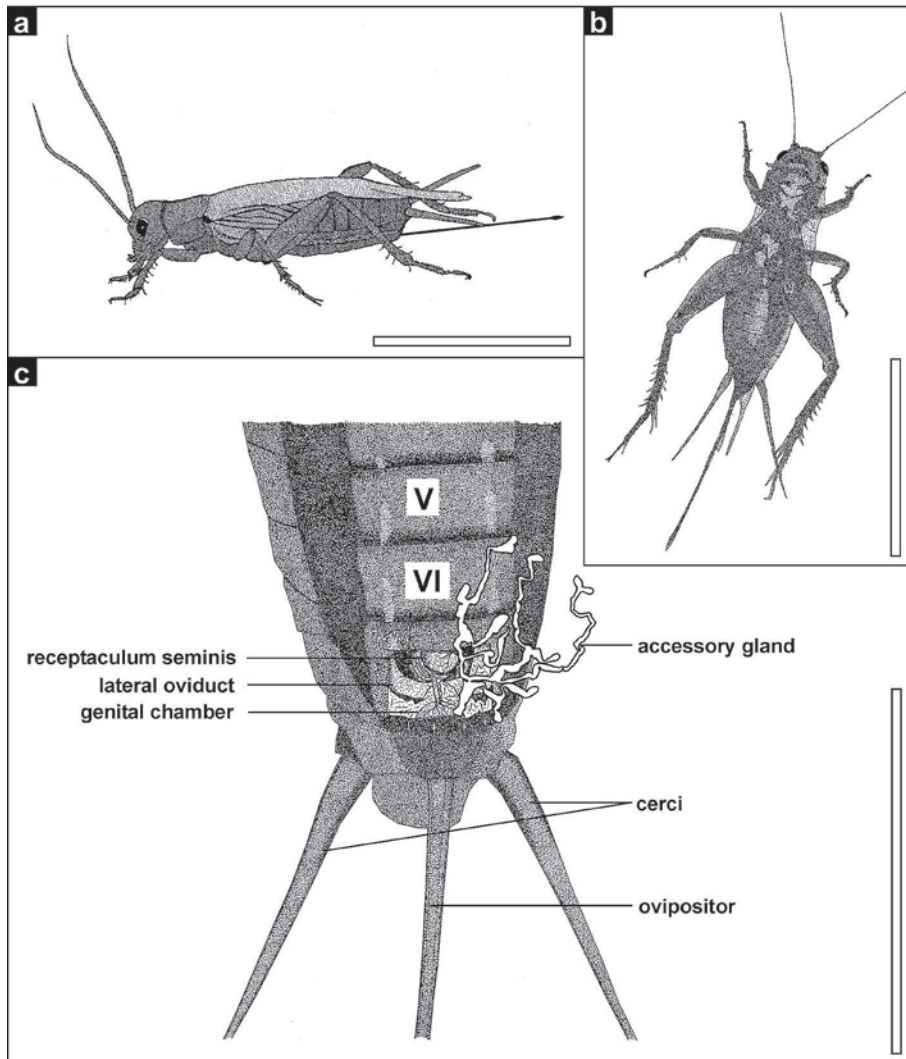 a
b
c
V
VI
receptaculum seminis
lateral oviduct
genital chamber
accessory gland
cerci
ovipositor